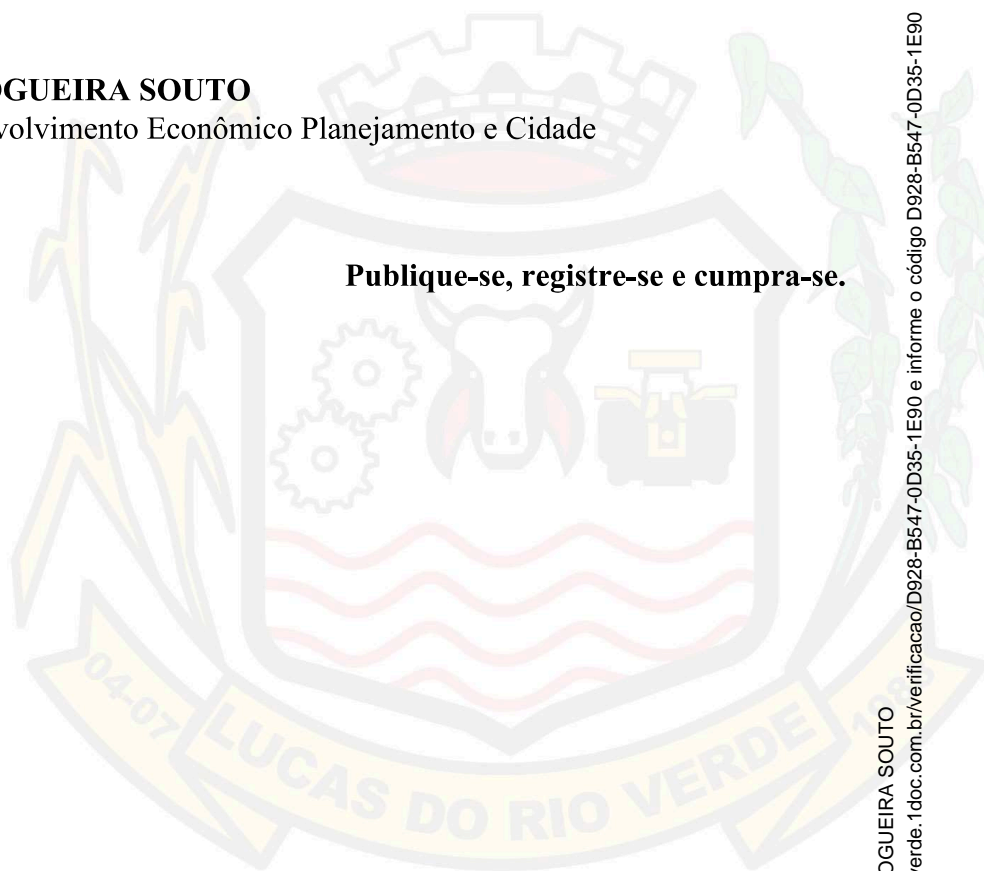 OGUEIRA SOUTO
volvimento Econômico Planejamento e Cidade
Publique-se, registre-se e cumpra-se.
04-07
LUCAS DO RIO VERDE
1988
OGUEIRA SOUTO
verde.1doc.com.br/verificacao/D928-B547-0D35-1E90 e informe o código D928-B547-0D35-1E90